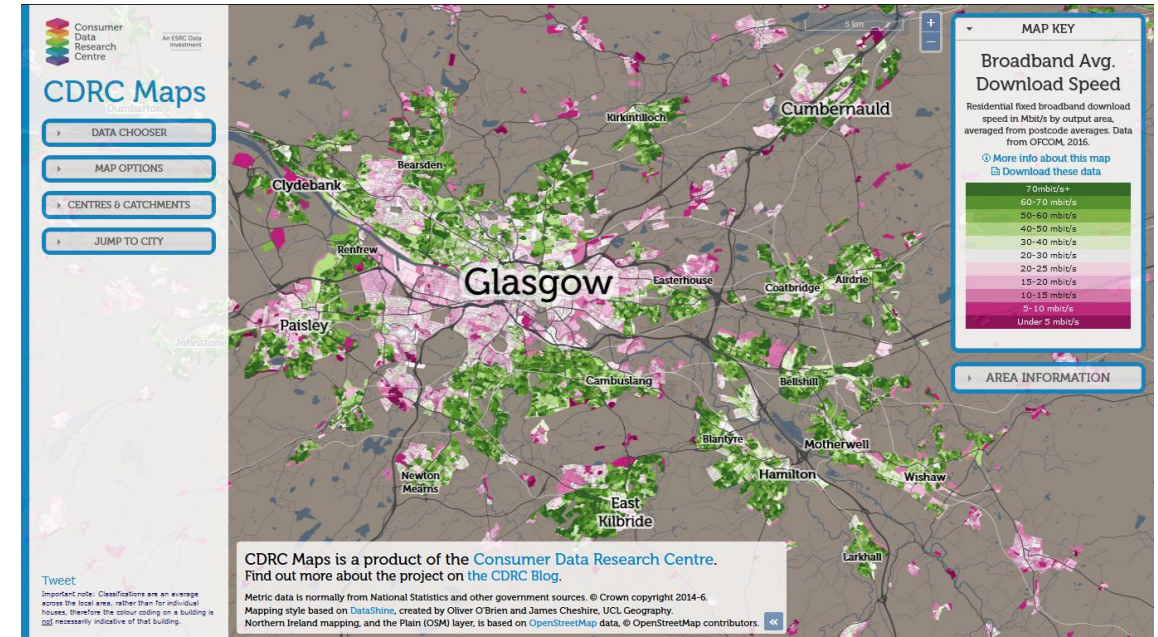 Consumer
Data
Research
Centre
An ESRC Data
Investment
CDRC Maps
DATA CHOOSER
MAP OPTIONS
CENTRES & CATCHMENTS
JUMP TO CITY
Tweet
Important note: Classifications are an average
across the local area, rather than for individual
houses, therefore the colour coding on a building is
not necessarily indicative of that building.
Dumbarton
Johnstone
5 km
+
−
Kirkintilloch
Cumbernauld
Bearsden
Clydebank
Renfrew
Glasgow
Easterhouse
Coatbridge
Airdrie
Paisley
Cambuslang
Bellshill
Blantyre
Motherwell
Newton
Mearns
Hamilton
Wishaw
East
Kilbride
Larkhall
MAP KEY
Broadband Avg.
Download Speed
Residential fixed broadband download
speed in Mbit/s by output area,
averaged from postcode averages. Data
from OFCOM, 2016.
More info about this map
Download these data
70mbit/s+
60-70 mbit/s
50-60 mbit/s
40-50 mbit/s
30-40 mbit/s
20-30 mbit/s
20-25 mbit/s
15-20 mbit/s
10-15 mbit/s
5-10 mbit/s
Under 5 mbit/s
AREA INFORMATION
CDRC Maps is a product of the Consumer Data Research Centre.
Find out more about the project on the CDRC Blog.
Metric data is normally from National Statistics and other government sources. © Crown copyright 2014-6.
Mapping style based on DataShine, created by Oliver O'Brien and James Cheshire, UCL Geography.
Northern Ireland mapping, and the Plain (OSM) layer, is based on OpenStreetMap data, © OpenStreetMap contributors.
«